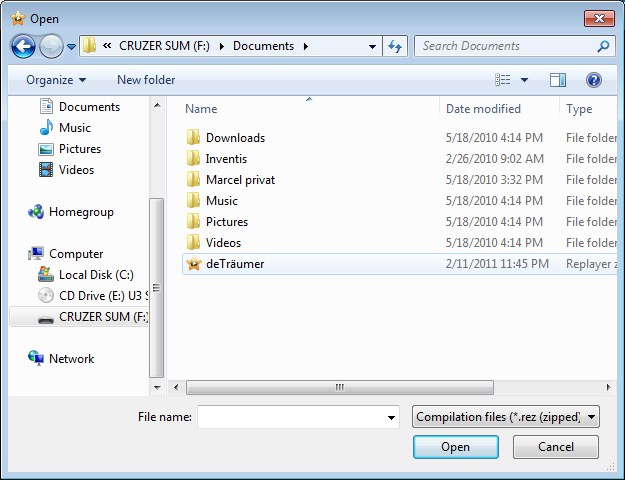 Open
« CRUZER SUM (F:) Documents
Search Documents
Organize New folder
Documents
Music
Pictures
Videos
Homegroup
Computer
Local Disk (C:)
CD Drive (E:) U3 S
CRUZER SUM (F:
Network
Name Date modified Type
Downloads 5/18/2010 4:14 PM File folder
Inventis 2/26/2010 9:02 AM File folder
Marcel privat 5/18/2010 3:32 PM File folder
Music 5/18/2010 4:14 PM File folder
Pictures 5/18/2010 4:14 PM File folder
Videos 5/18/2010 4:14 PM File folder
deTräumer 2/11/2011 11:45 PM Replayer z
File name: Compilation files (*.rez (zipped)
Open Cancel